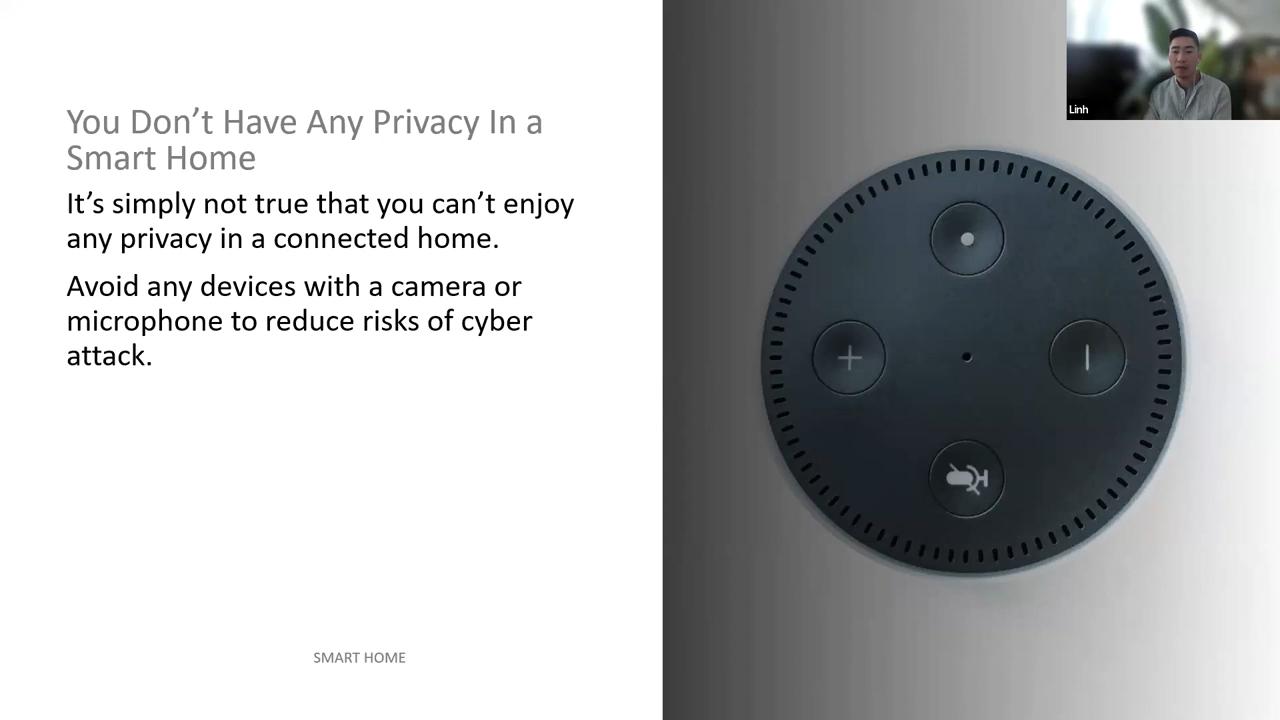 You Don’t Have Any Privacy In a
Smart Home
It’s simply not true that you can’t enjoy
any privacy in a connected home.
Avoid any devices with a camera or
microphone to reduce risks of cyber
attack.
SMART HOME
Linh